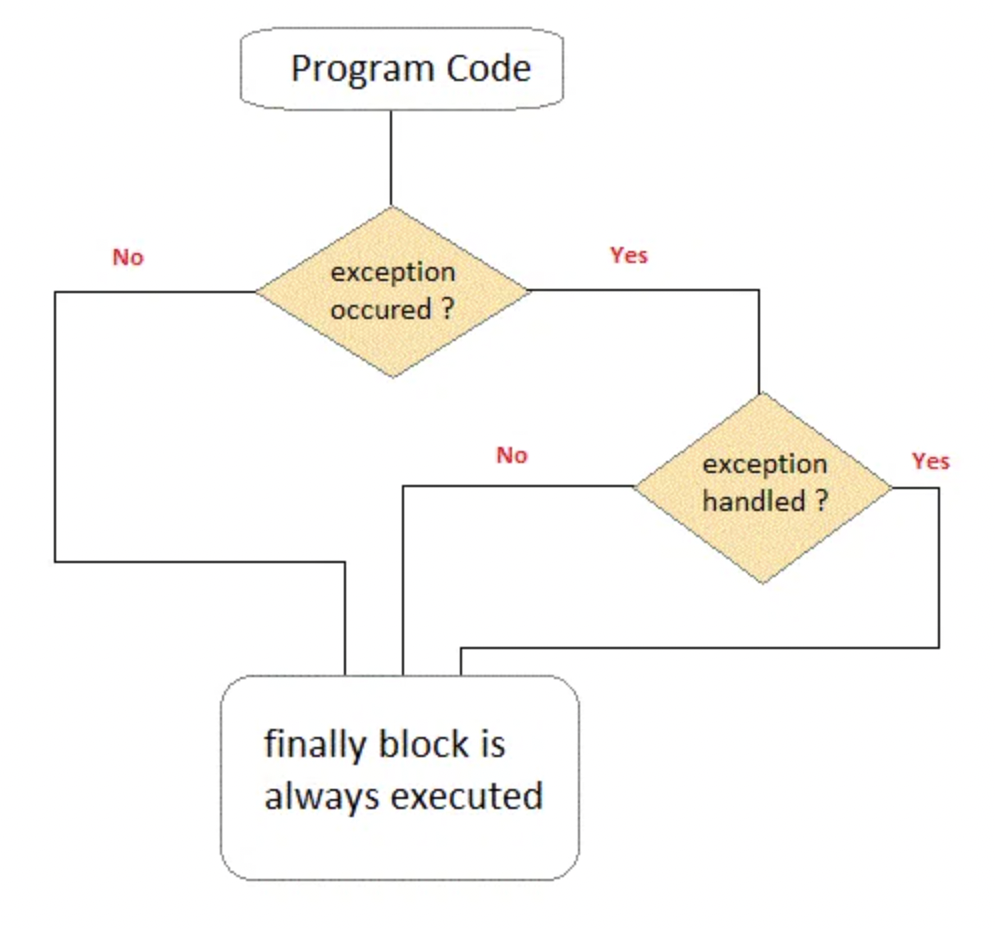 Program Code
No
Yes
exception
occured ?
No
Yes
exception
handled ?
finally block is
always executed